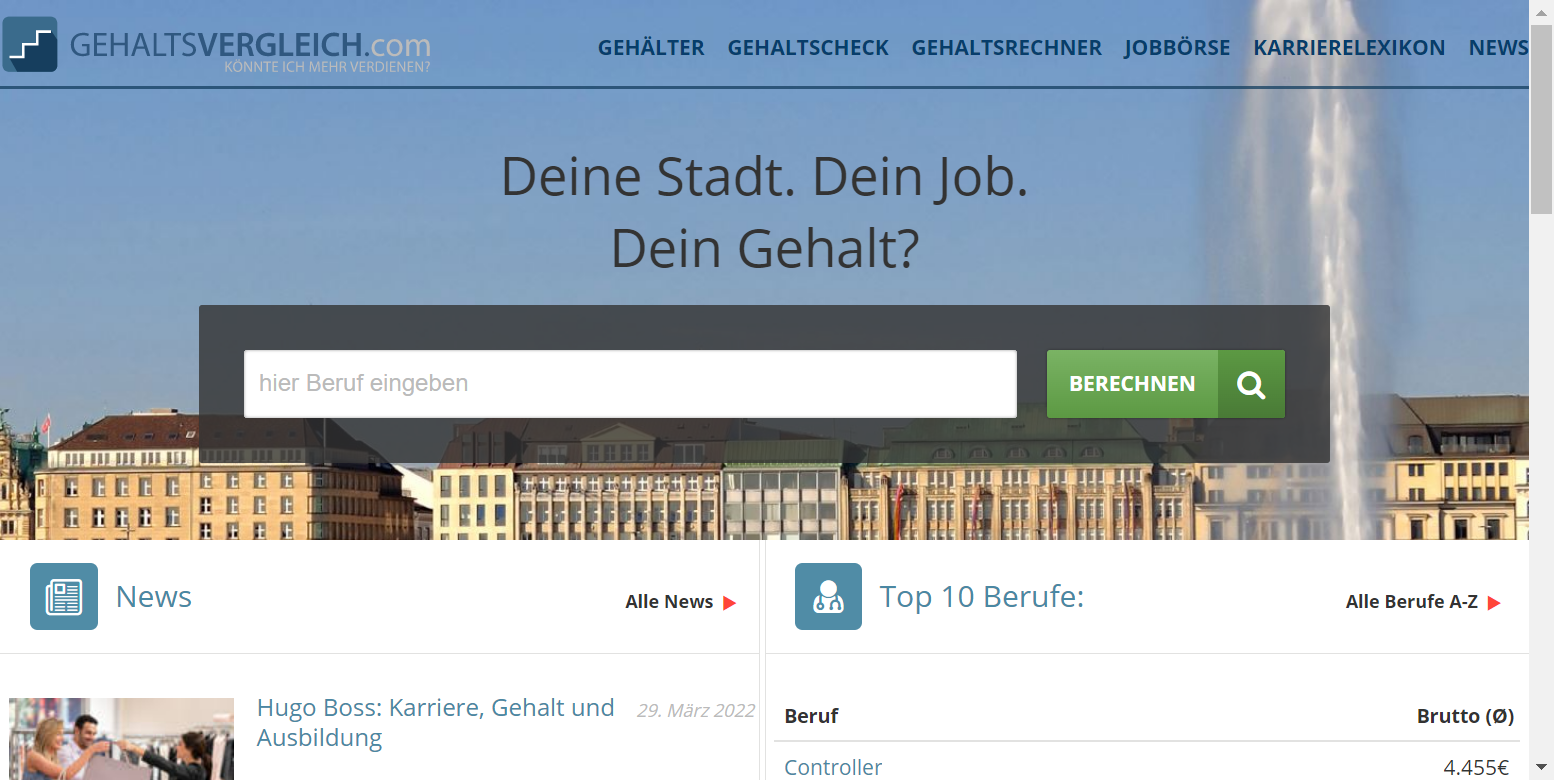 GEHALTSVERGLEICH.com
KÖNNTE ICH MEHR VERDIENEN?
GEHÄLTER GEHALTSCHECK GEHALTSRECHNER JOBBÖRSE KARRIERELEXIKON NEWS
Deine Stadt. Dein Job.
Dein Gehalt?
hier Beruf eingeben
BERECHNEN
News
Alle News
Hugo Boss: Karriere, Gehalt und
Ausbildung
29. März 2022
Top 10 Berufe:
Alle Berufe A-Z
Beruf Brutto (Ø)
Controller 4.455€